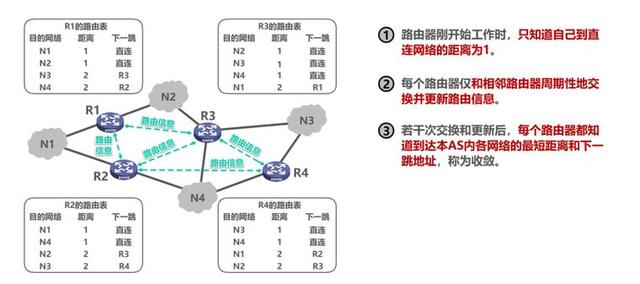 R1的路由表
目的网络 距离 下一跳
N1 1 直连
N2 1 直连
N3 2 R3
N4 2 R2
R3的路由表
目的网络 距离 下一跳
N2 1 直连
N3 1 直连
N4 1 直连
N1 2 R1
N2
R1
R3
N3
N1
R2
R4
N4
路由信息
路由信息
路由信息
路由信息
路由信息
R2的路由表
目的网络 距离 下一跳
N1 1 直连
N4 1 直连
N2 2 R3
N3 2 R4
R4的路由表
目的网络 距离 下一跳
N3 1 直连
N4 1 直连
N1 2 R2
N2 2 R3
1 路由器刚开始工作时，只知道自己到直
连网络的距离为1。
2 每个路由器仅和相邻路由器周期性地交
换并更新路由信息。
3 若干次交换和更新后，每个路由器都知
道到达本AS内各网络的最短距离和下一
跳地址，称为收敛。